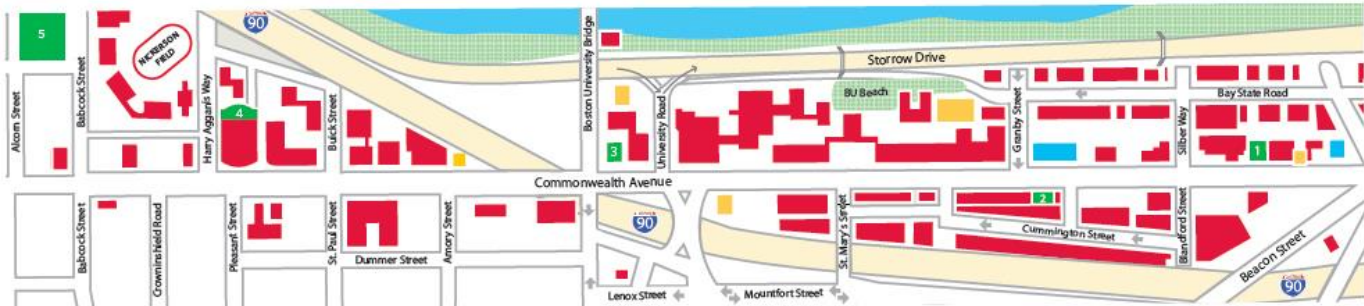 90
5
NICKERSON
FIELD
Boston University Bridge
Storrow Drive
Alcorn Street
Babcock Street
Harry Agganis Way
4
Buick Street
3
University Road
BU Beach
Granby Street
Bay State Road
Silber Way
1
Commonwealth Avenue
Babcock Street
Crowninshield Road
Pleasant Street
St. Paul Street
Dummer Street
Amory Street
90
Lenox Street
Mountfort Street
St. Mary's Street
2
Cummington Street
Blandford Street
Beacon Street
90